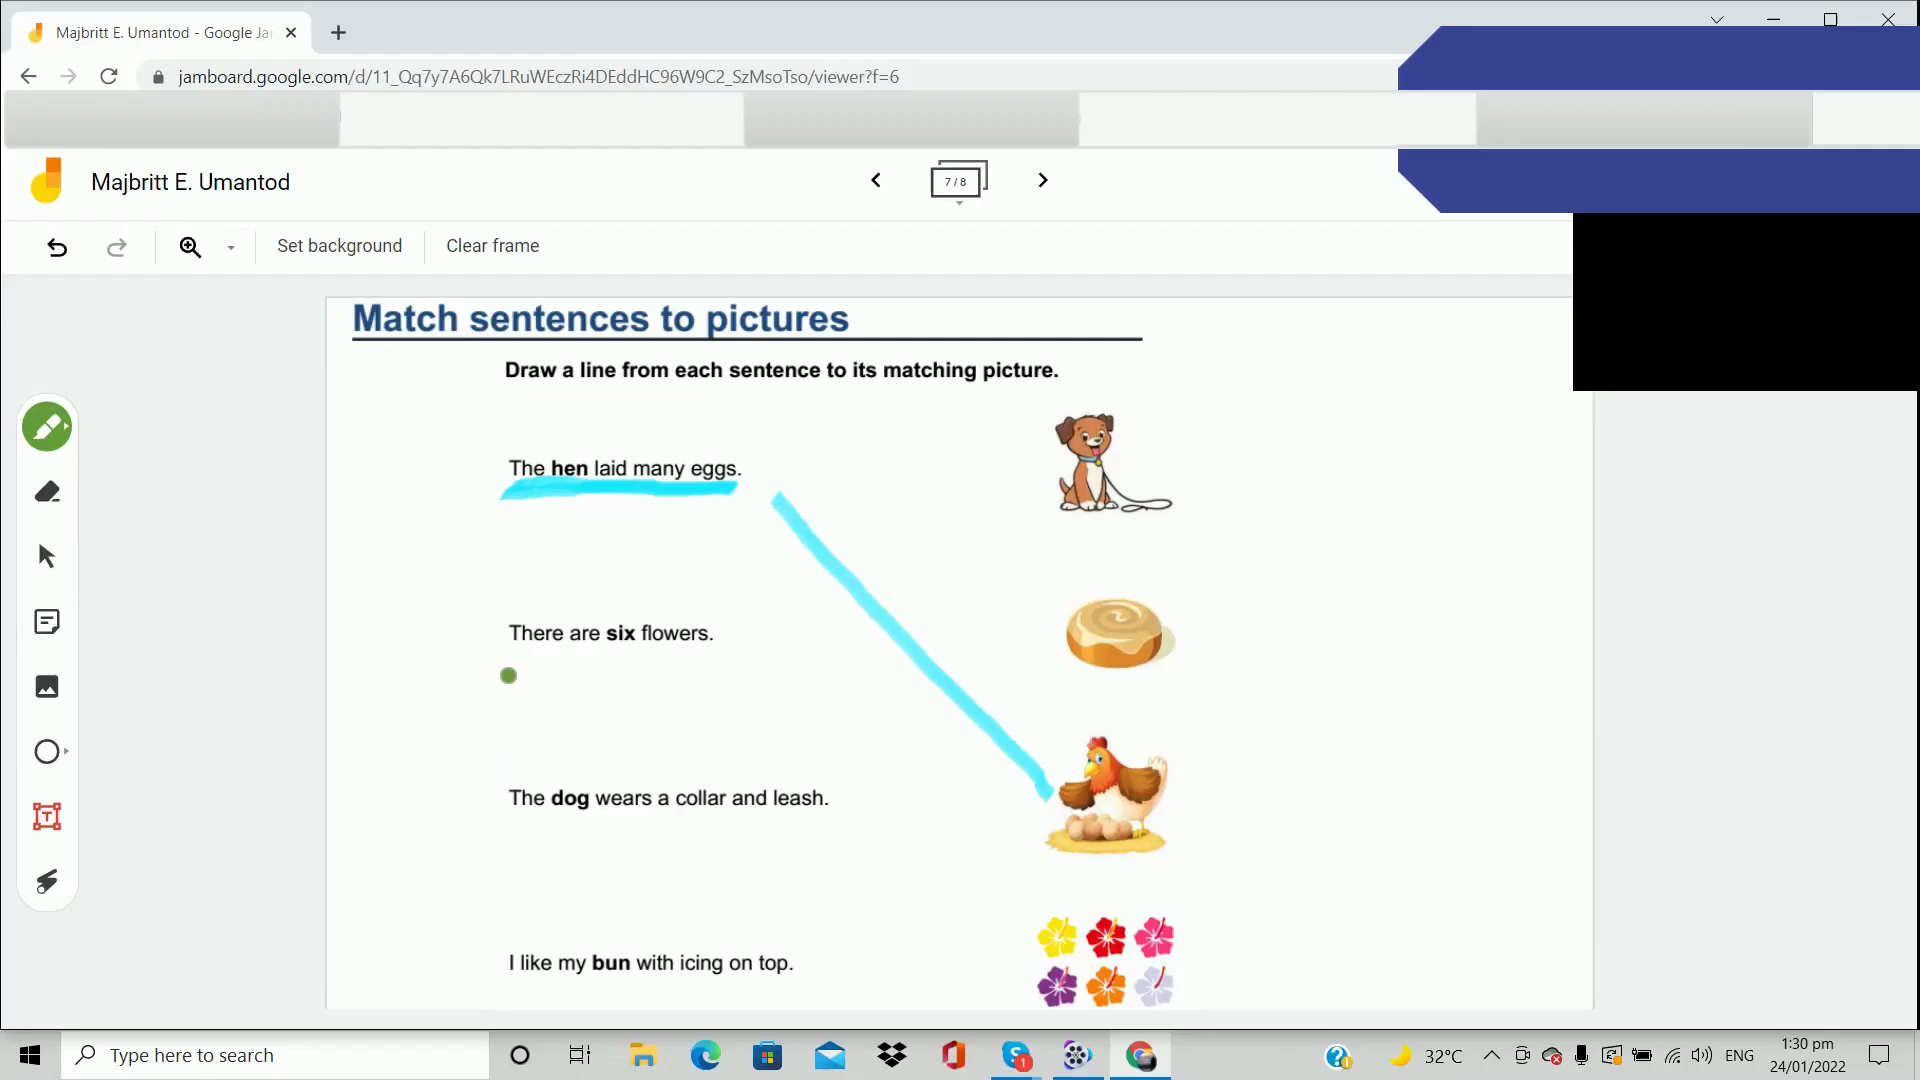 Majbritt E. Umantod - Google Ja
jamboard.google.com/d/11_Qq7y7A6Qk7LRuWEczRi4DEddHC96W9C2_SzMsoTso/viewer?f=6
Majbritt E. Umantod
7 / 8
Set background
Clear frame
Match sentences to pictures
Draw a line from each sentence to its matching picture.
The hen laid many eggs.
There are six flowers.
The dog wears a collar and leash.
I like my bun with icing on top.
Type here to search
1
32°C
ENG
1:30 pm
24/01/2022